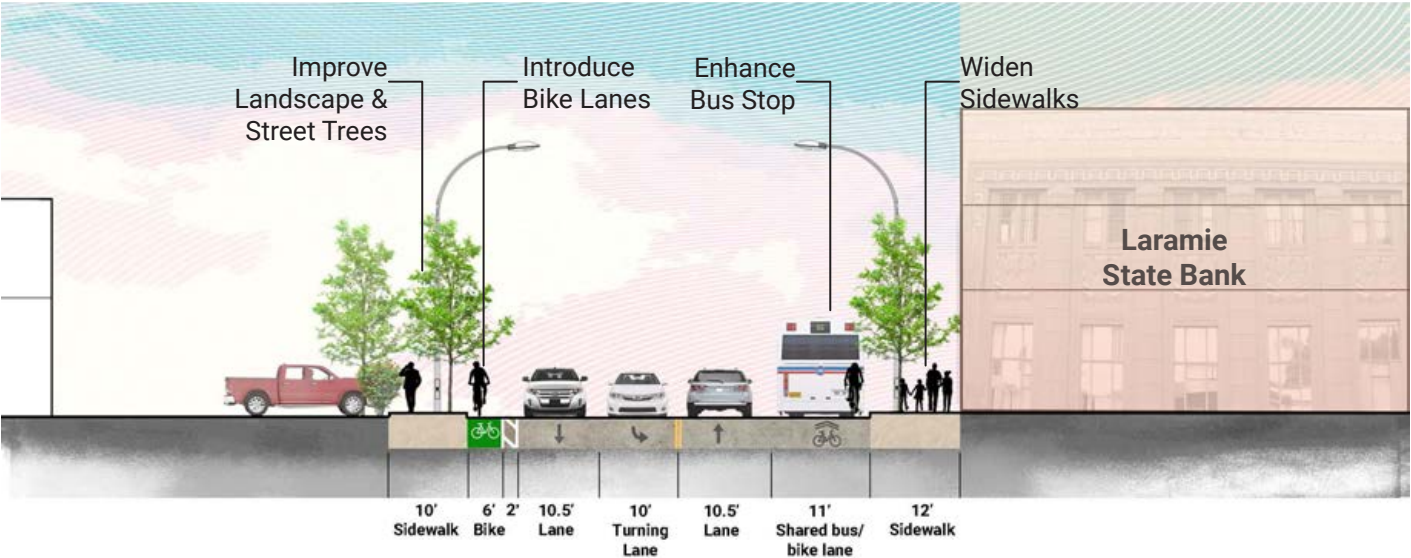 Improve
Landscape &
Street Trees
Introduce
Bike Lanes
Enhance
Bus Stop
Widen
Sidewalks
Laramie
State Bank
10'
Sidewalk
6'
Bike
2'
10.5'
Lane
10'
Turning
Lane
10.5'
Lane
11'
Shared bus/
bike lane
12'
Sidewalk